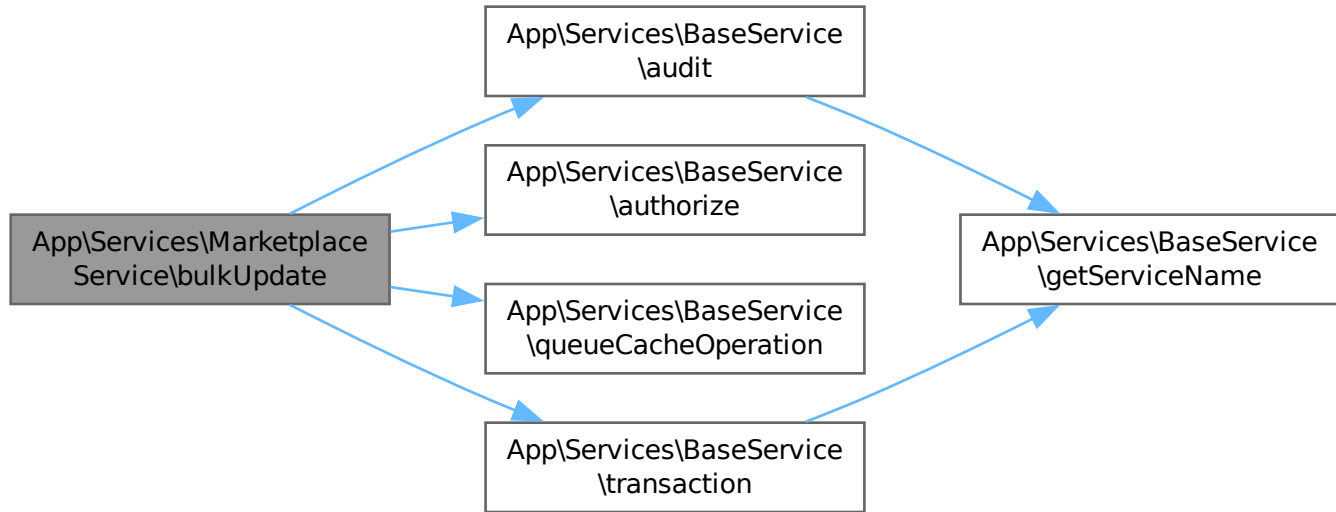 App\Services\BaseService
\audit
App\Services\BaseService
\authorize
App\Services\Marketplace
Service\bulkUpdate
App\Services\BaseService
\getServiceName
App\Services\BaseService
\queueCacheOperation
App\Services\BaseService
\transaction